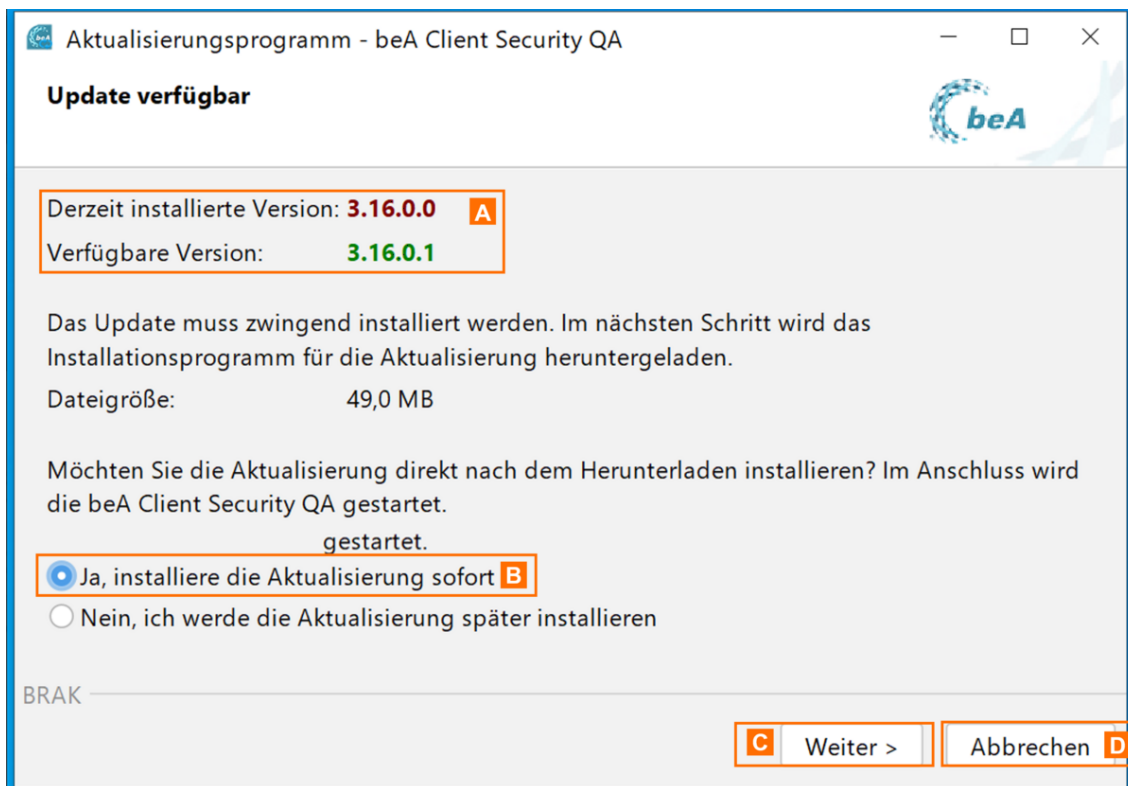 Aktualisierungsprogramm - beA Client Security QA
Update verfügbar
beA
Derzeit installierte Version: 3.16.0.0 A
Verfügbare Version: 3.16.0.1
Das Update muss zwingend installiert werden. Im nächsten Schritt wird das
Installationsprogramm für die Aktualisierung heruntergeladen.
Dateigröße: 49,0 MB
Möchten Sie die Aktualisierung direkt nach dem Herunterladen installieren? Im Anschluss wird
die beA Client Security QA gestartet.
gestartet.
Ja, installiere die Aktualisierung sofort B
Nein, ich werde die Aktualisierung später installieren
BRAK
C Weiter > Abbrechen D